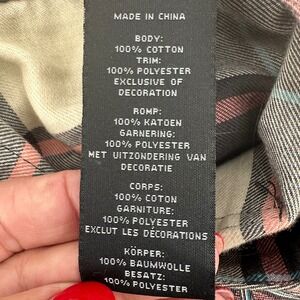 MADE IN CHINA
BODY:
100% COTTON
TRIM:
100% POLYESTER
EXCLUSIVE OF
DECORATION
ROMP:
100% KATOEN
GARNERING:
100% POLYESTER
MET UITZONDERING VAN
DECORATIE
CORPS:
100% COTON
GARNITURE:
100% POLYESTER
EXCLUT LES DÉCORATIONS
KÖRPER:
100% BAUMWOLLE
BESATZ:
100% POLYESTER